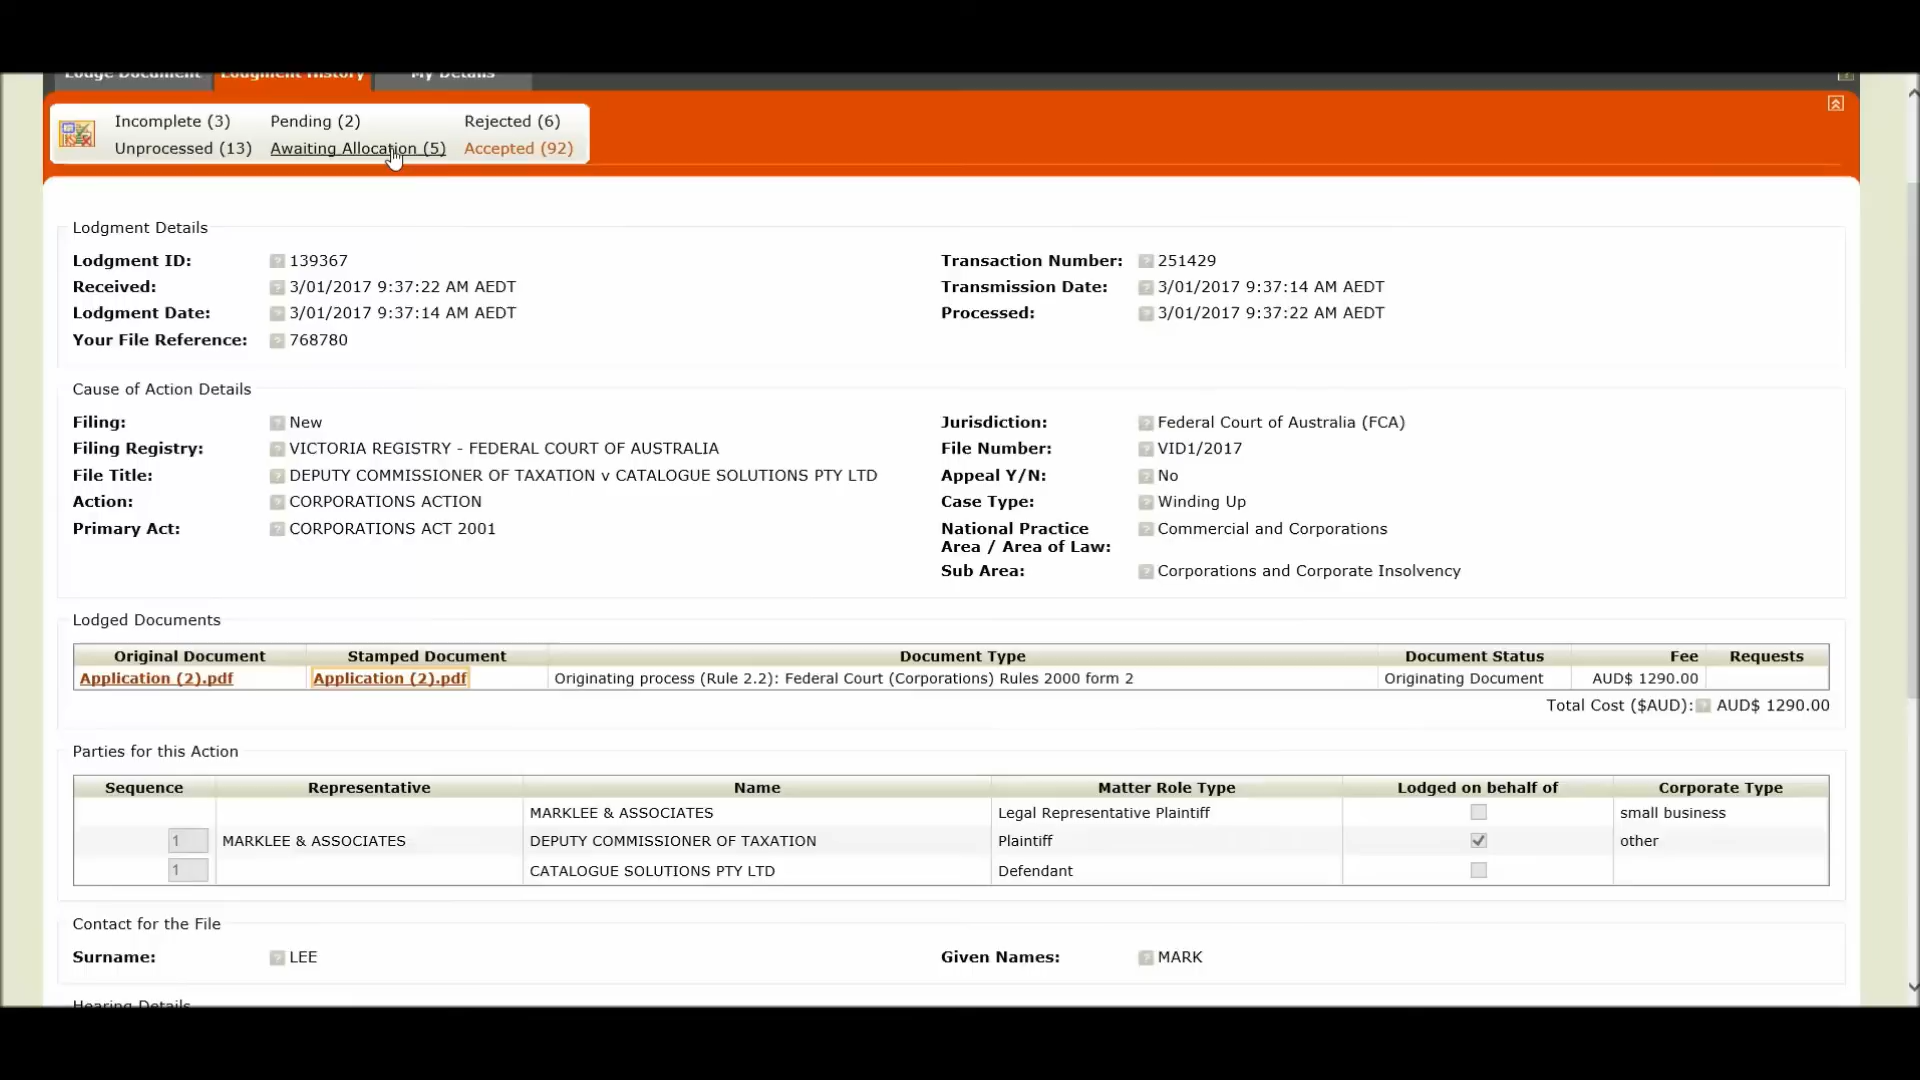 Lodge Document Lodgment History My Details
Incomplete (3) Pending (2) Rejected (6)
Unprocessed (13) Awaiting Allocation (5) Accepted (92)
Lodgment Details
Lodgment ID: 139367 Transaction Number: 251429
Received: 3/01/2017 9:37:22 AM AEDT Transmission Date: 3/01/2017 9:37:14 AM AEDT
Lodgment Date: 3/01/2017 9:37:14 AM AEDT Processed: 3/01/2017 9:37:22 AM AEDT
Your File Reference: 768780
Cause of Action Details
Filing: New Jurisdiction: Federal Court of Australia (FCA)
Filing Registry: VICTORIA REGISTRY - FEDERAL COURT OF AUSTRALIA File Number: VID1/2017
File Title: DEPUTY COMMISSIONER OF TAXATION v CATALOGUE SOLUTIONS PTY LTD Appeal Y/N: No
Action: CORPORATIONS ACTION Case Type: Winding Up
Primary Act: CORPORATIONS ACT 2001 National Practice Commercial and Corporations
Area / Area of Law:
Sub Area: Corporations and Corporate Insolvency
Lodged Documents
Original Document Stamped Document Document Type Document Status Fee Requests
Application (2).pdf Application (2).pdf Originating process (Rule 2.2): Federal Court (Corporations) Rules 2000 form 2 Originating Document AUD$ 1290.00
Total Cost ($AUD): AUD$ 1290.00
Parties for this Action
Sequence Representative Name Matter Role Type Lodged on behalf of Corporate Type
MARKLEE & ASSOCIATES Legal Representative Plaintiff small business
1 MARKLEE & ASSOCIATES DEPUTY COMMISSIONER OF TAXATION Plaintiff other
1 CATALOGUE SOLUTIONS PTY LTD Defendant
Contact for the File
Surname: LEE Given Names: MARK
Hearing Details